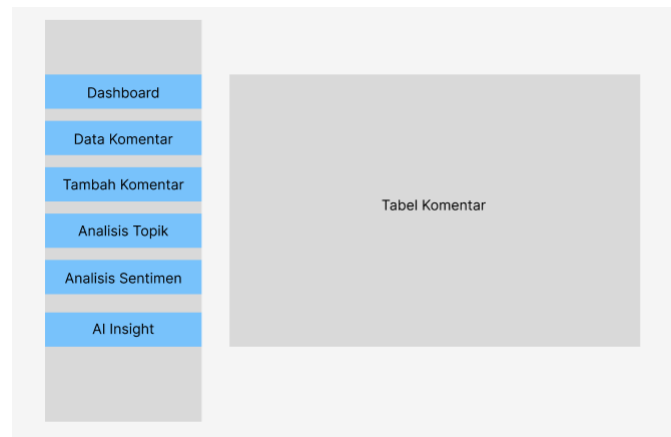 Dashboard
Data Komentar
Tambah Komentar
Analisis Topik
Analisis Sentimen
AI Insight
Tabel Komentar